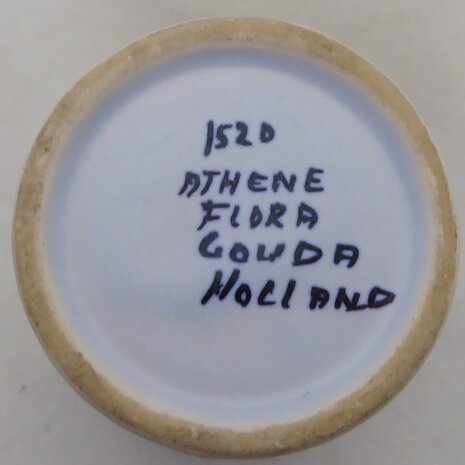 1520
ATHENE
FLORA
GOUDA
HOLLAND